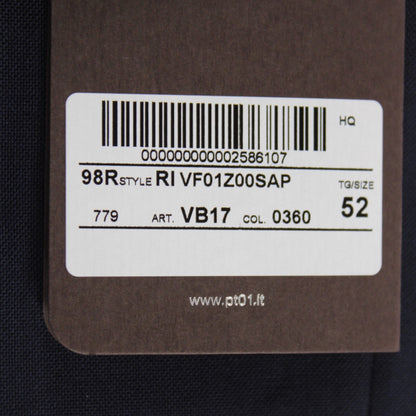 HQ
000000000002586107
98R STYLE RI VF01Z00SAP TG/SIZE
779 ART. VB17 COL. 0360 52
www.pt01.it